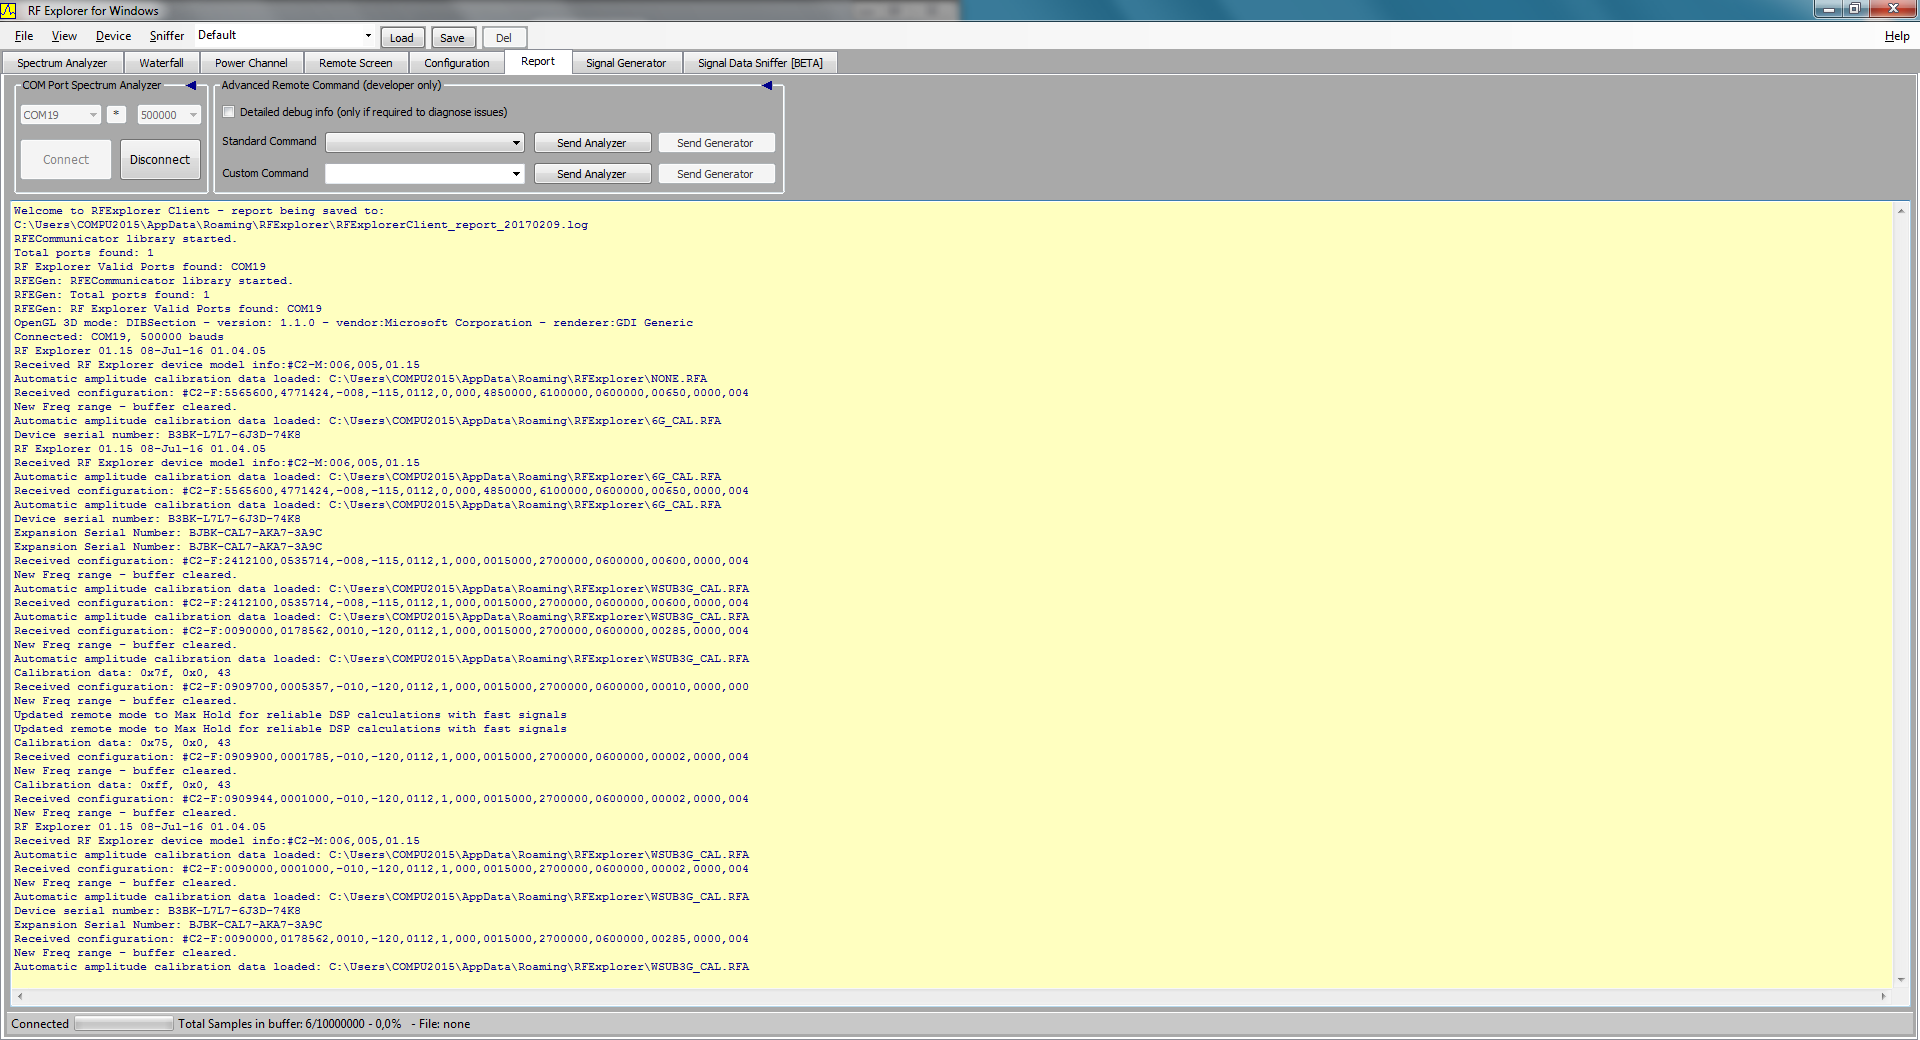 RF Explorer for Windows
File View Device Sniffer Default Load Save Del Help
Spectrum Analyzer Waterfall Power Channel Remote Screen Configuration Report Signal Generator Signal Data Sniffer [BETA]
COM Port Spectrum Analyzer
COM19 * 500000
Connect Disconnect
Advanced Remote Command (developer only)
Detailed debug info (only if required to diagnose issues)
Standard Command Send Analyzer Send Generator
Custom Command Send Analyzer Send Generator
Welcome to RFExplorer Client - report being saved to:
C:\Users\COMPU2015\AppData\Roaming\RFExplorer\RFExplorerClient_report_20170209.log
RFECommunicator library started.
Total ports found: 1
RF Explorer Valid Ports found: COM19
RFEGen: RFECommunicator library started.
RFEGen: Total ports found: 1
RFEGen: RF Explorer Valid Ports found: COM19
OpenGL 3D mode: DIBSection - version: 1.1.0 - vendor:Microsoft Corporation - renderer:GDI Generic
Connected: COM19, 500000 bauds
RF Explorer 01.15 08-Jul-16 01.04.05
Received RF Explorer device model info:#C2-M:006,005,01.15
Automatic amplitude calibration data loaded: C:\Users\COMPU2015\AppData\Roaming\RFExplorer\NONE.RFA
Received configuration: #C2-F:5565600,4771424,-008,-115,0112,0,000,4850000,6100000,0600000,00650,0000,004
New Freq range - buffer cleared.
Automatic amplitude calibration data loaded: C:\Users\COMPU2015\AppData\Roaming\RFExplorer\6G_CAL.RFA
Device serial number: B3BK-L7L7-6J3D-74K8
RF Explorer 01.15 08-Jul-16 01.04.05
Received RF Explorer device model info:#C2-M:006,005,01.15
Automatic amplitude calibration data loaded: C:\Users\COMPU2015\AppData\Roaming\RFExplorer\6G_CAL.RFA
Received configuration: #C2-F:5565600,4771424,-008,-115,0112,0,000,4850000,6100000,0600000,00650,0000,004
Automatic amplitude calibration data loaded: C:\Users\COMPU2015\AppData\Roaming\RFExplorer\6G_CAL.RFA
Device serial number: B3BK-L7L7-6J3D-74K8
Expansion Serial Number: BJBK-CAL7-AKA7-3A9C
Expansion Serial Number: BJBK-CAL7-AKA7-3A9C
Received configuration: #C2-F:2412100,0535714,-008,-115,0112,1,000,0015000,2700000,0600000,00600,0000,004
New Freq range - buffer cleared.
Automatic amplitude calibration data loaded: C:\Users\COMPU2015\AppData\Roaming\RFExplorer\WSUB3G_CAL.RFA
Received configuration: #C2-F:2412100,0535714,-008,-115,0112,1,000,0015000,2700000,0600000,00600,0000,004
Automatic amplitude calibration data loaded: C:\Users\COMPU2015\AppData\Roaming\RFExplorer\WSUB3G_CAL.RFA
Received configuration: #C2-F:0090000,0178562,0010,-120,0112,1,000,0015000,2700000,0600000,00285,0000,004
New Freq range - buffer cleared.
Automatic amplitude calibration data loaded: C:\Users\COMPU2015\AppData\Roaming\RFExplorer\WSUB3G_CAL.RFA
Calibration data: 0x7f, 0x0, 43
Received configuration: #C2-F:0909700,0005357,-010,-120,0112,1,000,0015000,2700000,0600000,00010,0000,000
New Freq range - buffer cleared.
Updated remote mode to Max Hold for reliable DSP calculations with fast signals
Updated remote mode to Max Hold for reliable DSP calculations with fast signals
Calibration data: 0x75, 0x0, 43
Received configuration: #C2-F:0909900,0001785,-010,-120,0112,1,000,0015000,2700000,0600000,00002,0000,004
New Freq range - buffer cleared.
Calibration data: 0xff, 0x0, 43
Received configuration: #C2-F:0909944,0001000,-010,-120,0112,1,000,0015000,2700000,0600000,00002,0000,004
New Freq range - buffer cleared.
RF Explorer 01.15 08-Jul-16 01.04.05
Received RF Explorer device model info:#C2-M:006,005,01.15
Automatic amplitude calibration data loaded: C:\Users\COMPU2015\AppData\Roaming\RFExplorer\WSUB3G_CAL.RFA
Received configuration: #C2-F:0090000,0001000,-010,-120,0112,1,000,0015000,2700000,0600000,00002,0000,004
New Freq range - buffer cleared.
Automatic amplitude calibration data loaded: C:\Users\COMPU2015\AppData\Roaming\RFExplorer\WSUB3G_CAL.RFA
Device serial number: B3BK-L7L7-6J3D-74K8
Expansion Serial Number: BJBK-CAL7-AKA7-3A9C
Received configuration: #C2-F:0090000,0178562,0010,-120,0112,1,000,0015000,2700000,0600000,00285,0000,004
New Freq range - buffer cleared.
Automatic amplitude calibration data loaded: C:\Users\COMPU2015\AppData\Roaming\RFExplorer\WSUB3G_CAL.RFA
Connected Total Samples in buffer: 6/10000000 - 0,0% - File: none